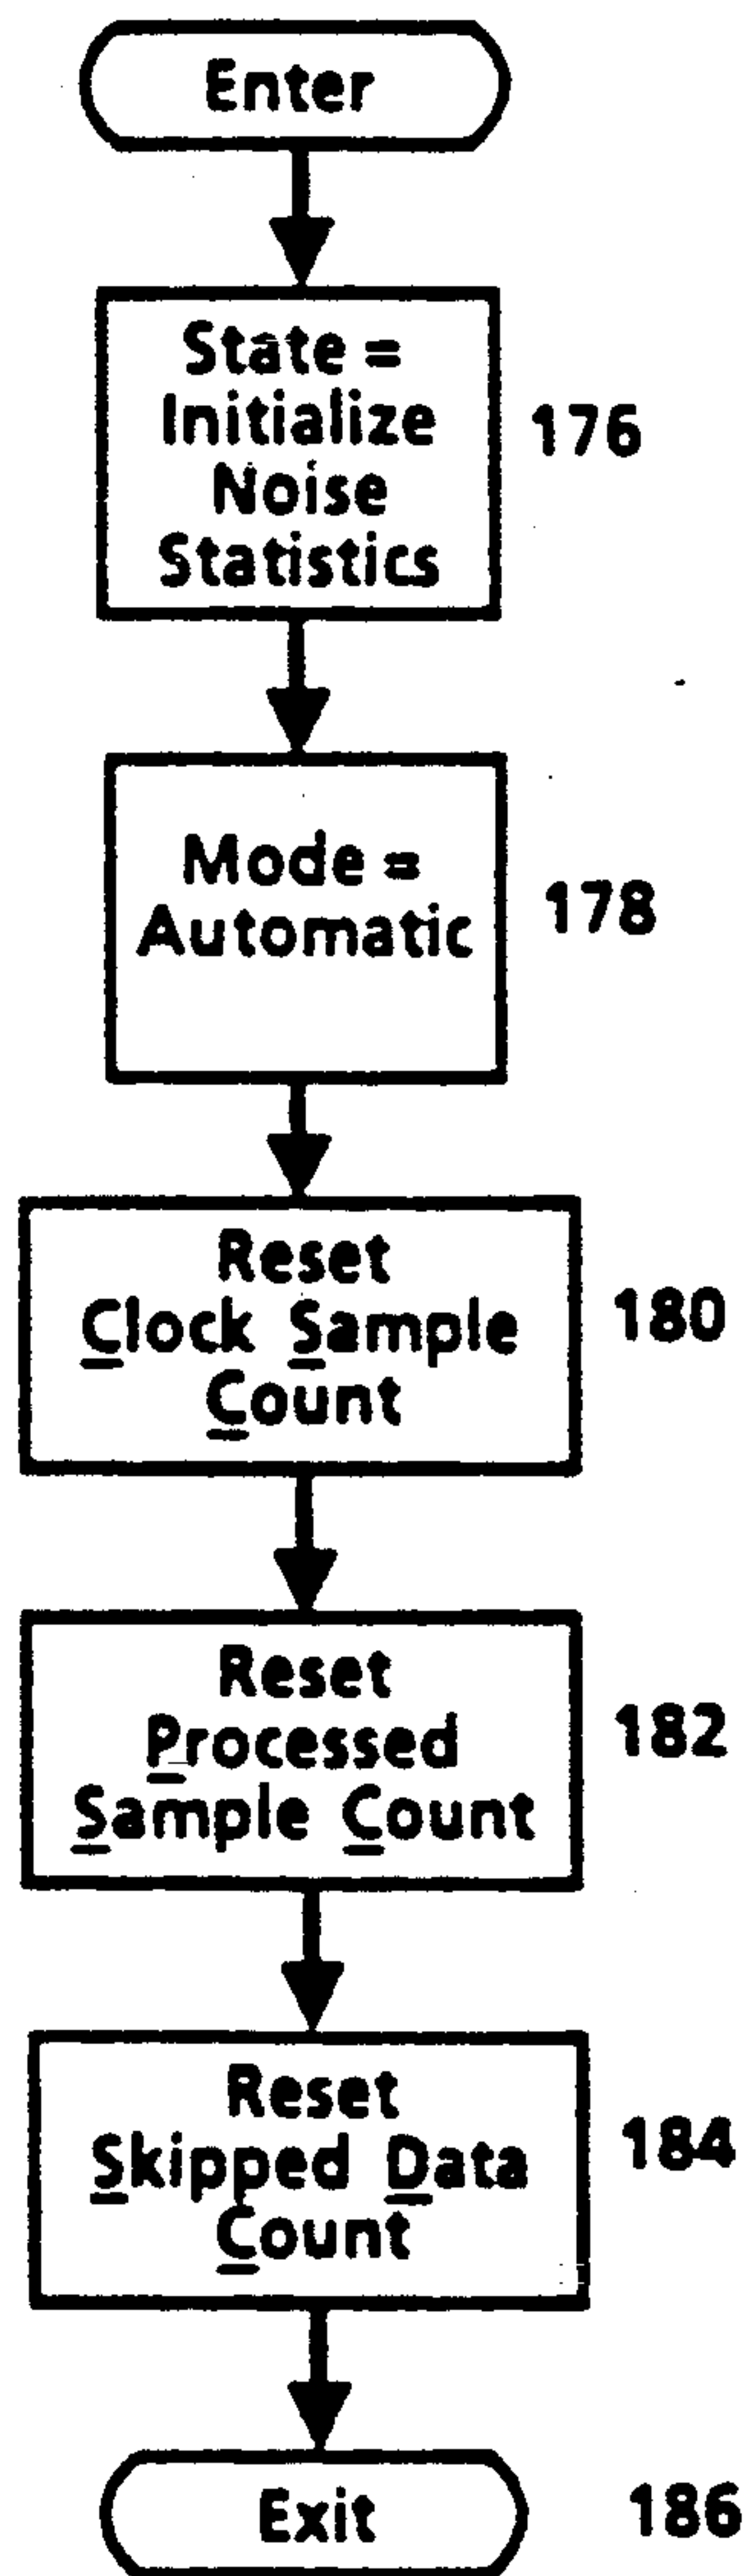 Enter
State =
Initialize
Noise
Statistics
176
Mode =
Automatic
178
Reset
Clock Sample
Count
180
Reset
Processed
Sample Count
182
Reset
Skipped Data
Count
184
Exit
186